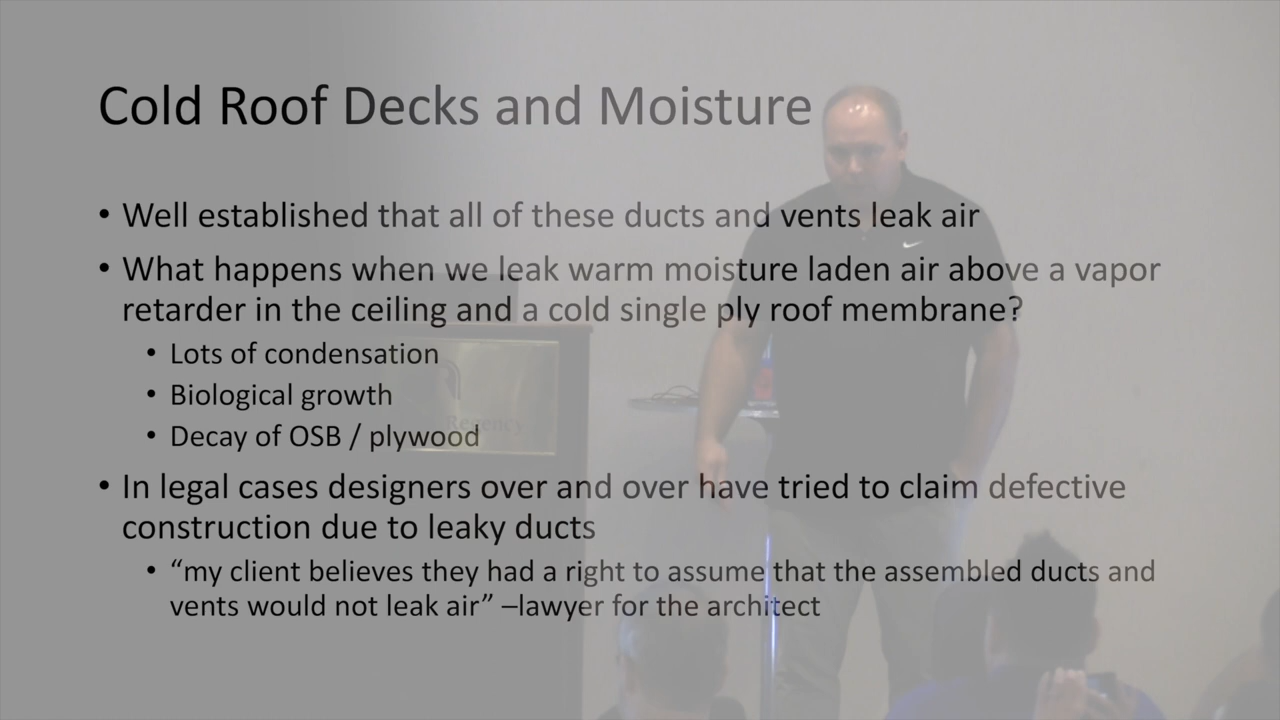 Cold Roof Decks and Moisture
• Well established that all of these ducts and vents leak air
• What happens when we leak warm moisture laden air above a vapor
retarder in the ceiling and a cold single ply roof membrane?
• Lots of condensation
• Biological growth
• Decay of OSB / plywood
Regency
• In legal cases designers over and over have tried to claim defective
construction due to leaky ducts
• “my client believes they had a right to assume that the assembled ducts and
vents would not leak air” –lawyer for the architect